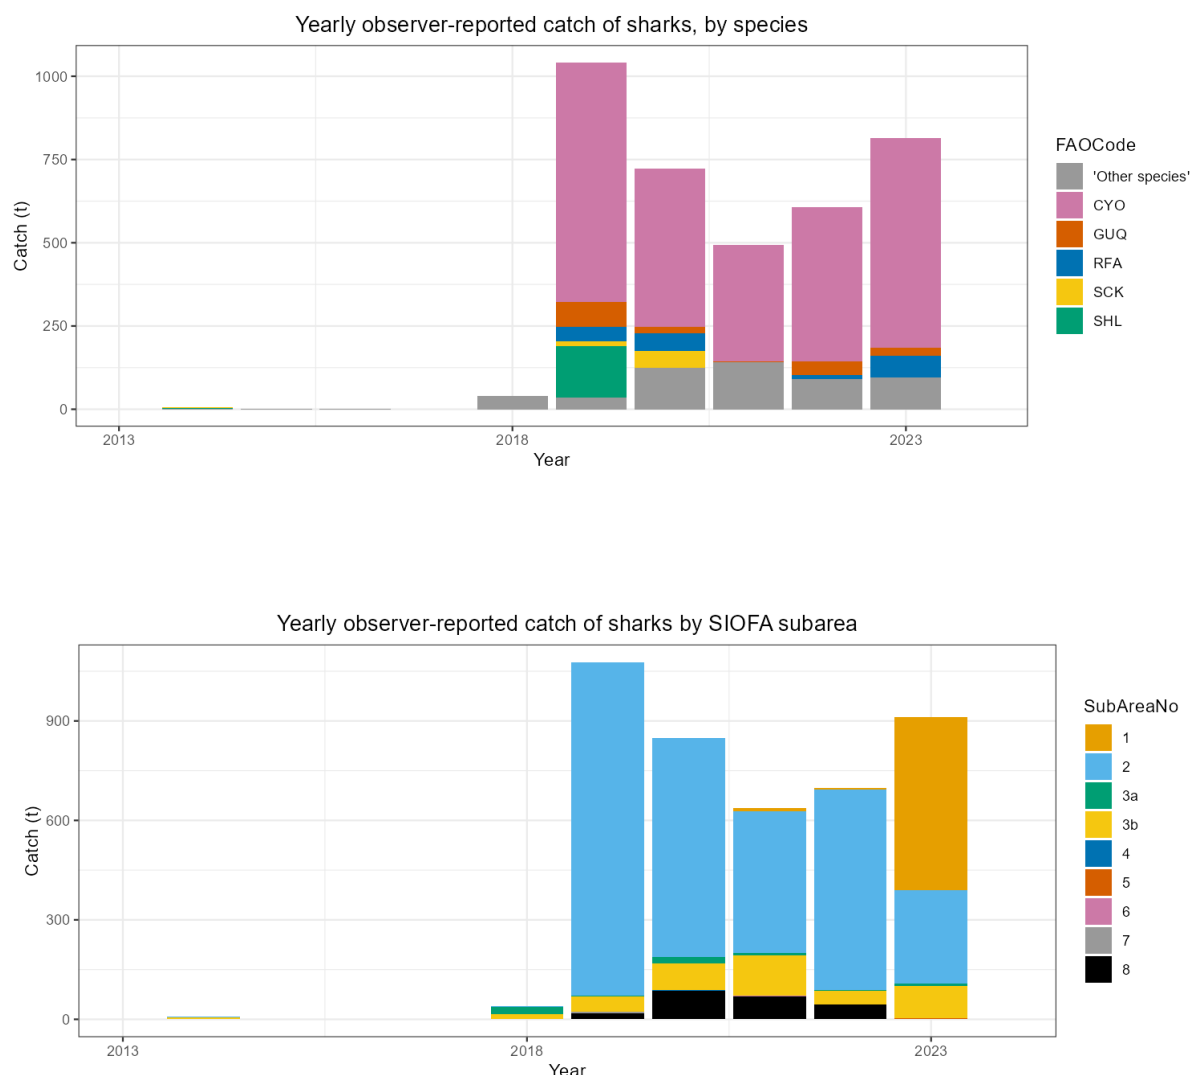 Yearly observer-reported catch of sharks, by species
1000
750
500
250
0
Catch (t)
2013
2018
2023
Year
FAOCode
'Other species'
CYO
GUQ
RFA
SCK
SHL
Yearly observer-reported catch of sharks by SIOFA subarea
900
600
300
0
Catch (t)
2013
2018
2023
Year
SubAreaNo
1
2
3a
3b
4
5
6
7
8